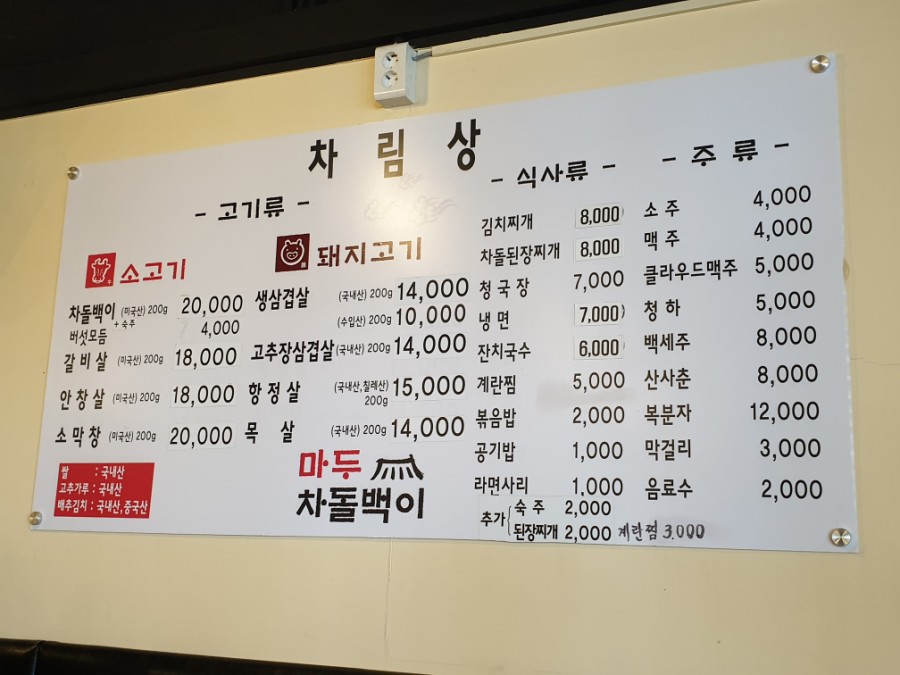 차림상
- 고기류 -
소고기
차돌백이 (미국산) 200g 20,000
버섯모듬 + 숙주 4,000
갈비살 (미국산) 200g 18,000
안창살 (미국산) 200g 18,000
소막창 (미국산) 200g 20,000
쌀 : 국내산
고추가루 : 국내산
배추김치 : 국내산,중국산
돼지고기
생삼겹살 (국내산) 200g 14,000
(수입산) 200g 10,000
고추장삼겹살 (국내산) 200g 14,000
항정살 (국내산,칠레산) 200g 15,000
목살 (국내산) 200g 14,000
마두
차돌백이
- 식사류 -
김치찌개 8,000
차돌된장찌개 8,000
청국장 7,000
냉면 7,000
잔치국수 6,000
계란찜 5,000
볶음밥 2,000
공기밥 1,000
라면사리 1,000
추가 숙주 2,000
된장찌개 2,000 계란찜 3.000
- 주류 -
소주 4,000
맥주 4,000
클라우드맥주 5,000
청하 5,000
백세주 8,000
산사춘 8,000
복분자 12,000
막걸리 3,000
음료수 2,000